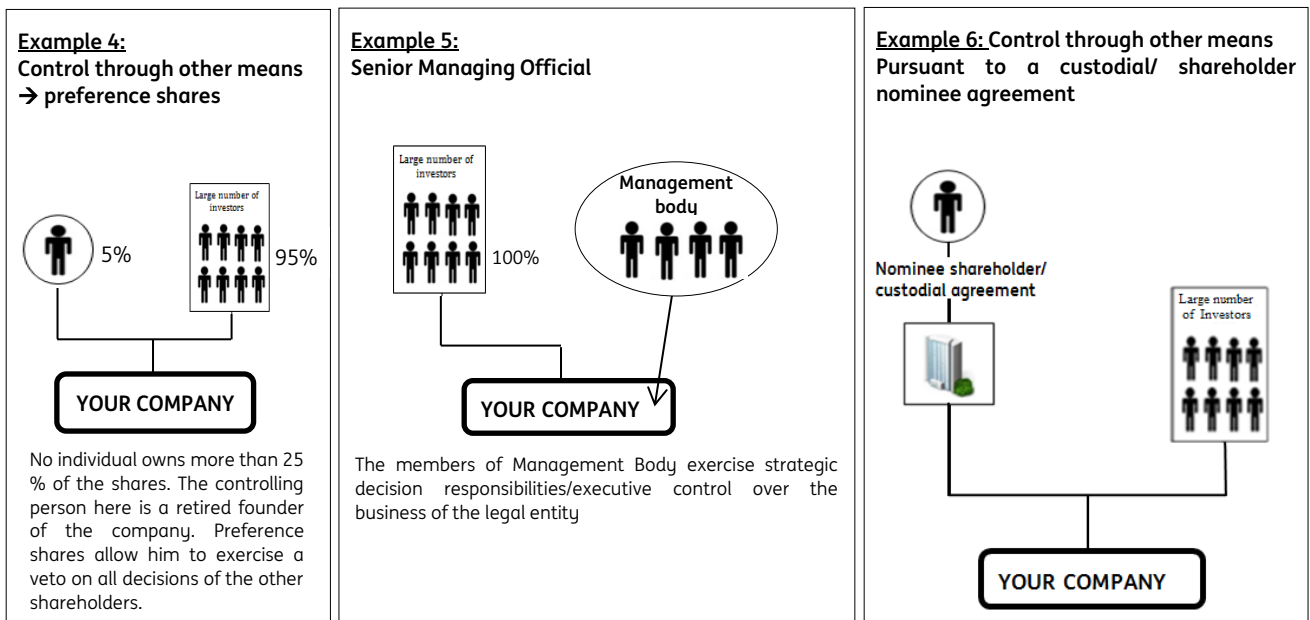 Example 4:
Control through other means
→ preference shares
Large number of
investors
5%
95%
YOUR COMPANY
No individual owns more than 25
% of the shares. The controlling
person here is a retired founder
of the company. Preference
shares allow him to exercise a
veto on all decisions of the other
shareholders.
Example 5:
Senior Managing Official
Large number of
investors
100%
Management
body
YOUR COMPANY
The members of Management Body exercise strategic
decision responsibilities/executive control over the
business of the legal entity
Example 6: Control through other means
Pursuant to a custodial/ shareholder
nominee agreement
Nominee shareholder/
custodial agreement
Large number
of Investors
YOUR COMPANY